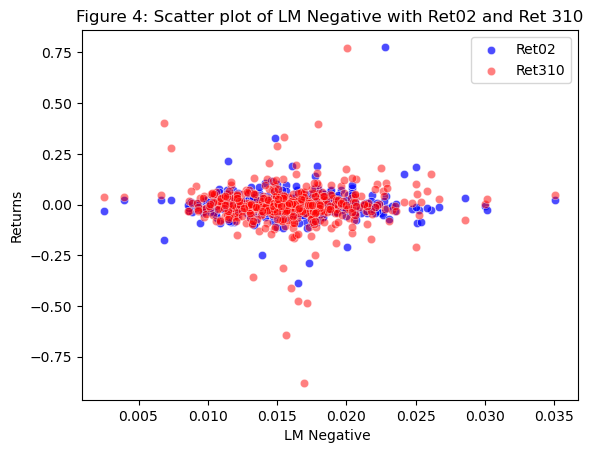 Figure 4: Scatter plot of LM Negative with Ret02 and Ret 310
Ret02
Ret310
Returns
0.75
0.50
0.25
0.00
−0.25
−0.50
−0.75
0.005 0.010 0.015 0.020 0.025 0.030 0.035
LM Negative